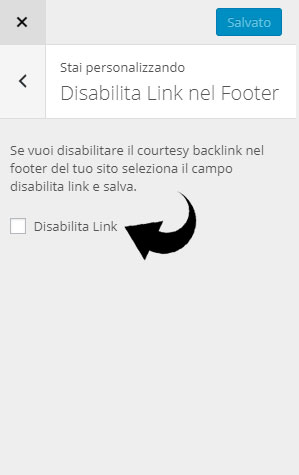 Salvato
Stai personalizzando
Disabilita Link nel Footer
Se vuoi disabilitare il courtesy backlink nel
footer del tuo sito seleziona il campo
disabilita link e salva.
Disabilita Link